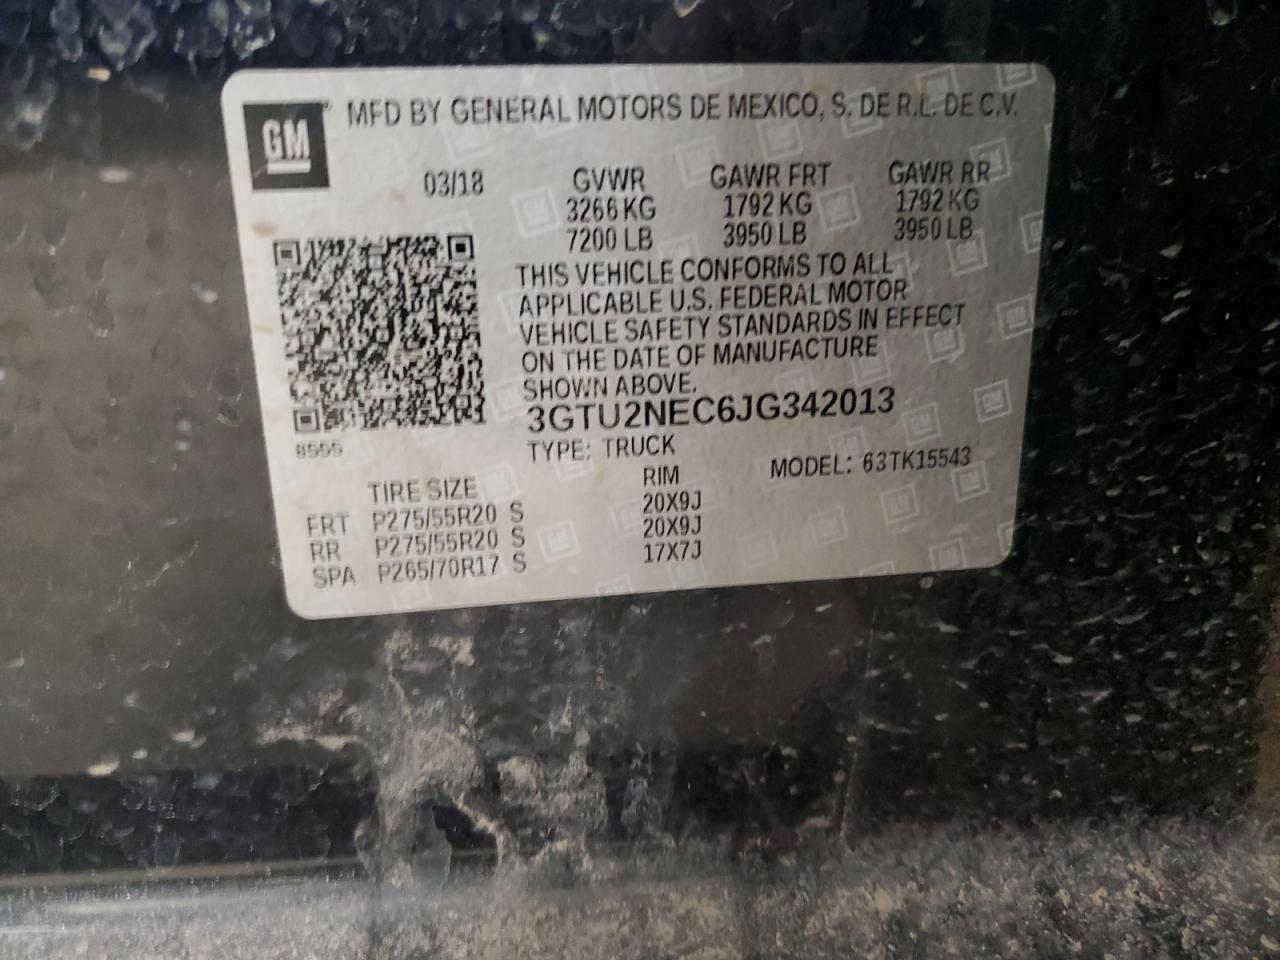 GM
MFD BY GENERAL MOTORS DE MEXICO, S. DE R.L. DE C.V.
03/18 GVWR GAWR FRT GAWR RR
3266 KG 1792 KG 1792 KG
7200 LB 3950 LB 3950 LB
THIS VEHICLE CONFORMS TO ALL
APPLICABLE U.S. FEDERAL MOTOR
VEHICLE SAFETY STANDARDS IN EFFECT
ON THE DATE OF MANUFACTURE
SHOWN ABOVE.
3GTU2NEC6JG342013
8555
TYPE: TRUCK
MODEL: 63TK15543
TIRE SIZE RIM
FRT P275/55R20 S 20X9J
RR P275/55R20 S 20X9J
SPA P265/70R17 S 17X7J